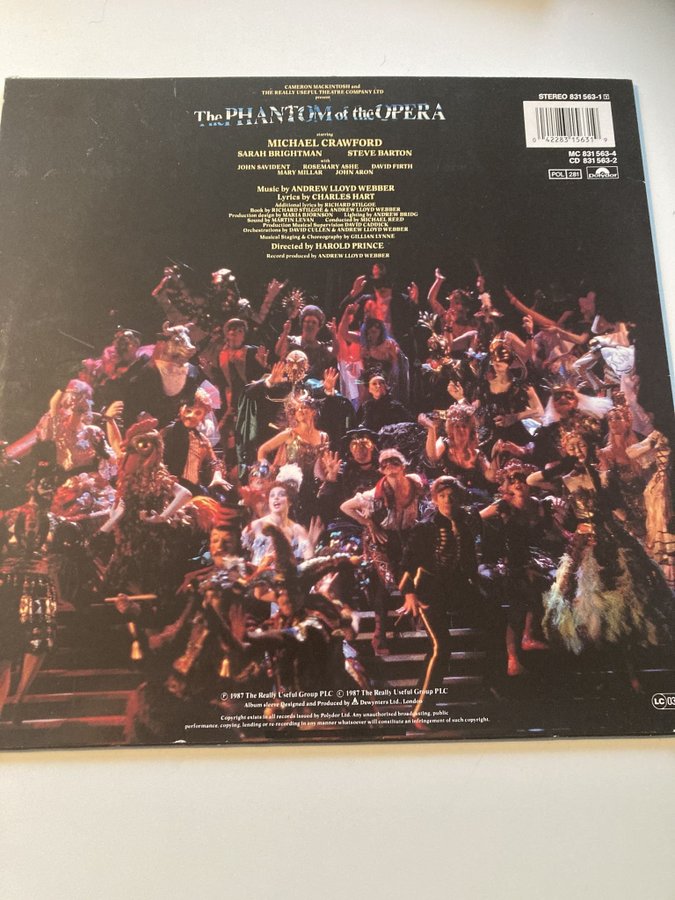 CAMERON MACKINTOSH and
THE REALLY USEFUL THEATRE COMPANY LTD
present
The PHANTOM of the OPERA
starring
MICHAEL CRAWFORD
SARAH BRIGHTMAN STEVE BARTON
with
JOHN SAVIDENT ROSEMARY ASHE DAVID FIRTH
MARY MILLAR JOHN ARON
Music by ANDREW LLOYD WEBBER
Lyrics by CHARLES HART
Additional lyrics by RICHARD STILGOE
Book by RICHARD STILGOE & ANDREW LLOYD WEBBER
Production design by MARIA BJORNSON Lighting by ANDREW BRIDG
Sound by MARTIN LEVAN Conducted by MICHAEL REED
Production Musical Supervision DAVID CADDICK
Orchestrations by DAVID CULLEN & ANDREW LLOYD WEBBER
Musical Staging & Choreography by GILLIAN LYNNE
Directed by HAROLD PRINCE
Record produced by ANDREW LLOYD WEBBER
STEREO 831 563-1
0 42283 15631 9
MC 831 563-4
CD 831 563-2
POL 281
polydor
℗ 1987 The Really Useful Group PLC © 1987 The Really Useful Group PLC
Album sleeve Designed and Produced by Dewynters Ltd., London
Copyright exists in all records issued by Polydor Ltd. Any unauthorised broadcasting, public
performance, copying, lending or re-recording in any manner whatsoever will constitute an infringement of such copyright.
LC